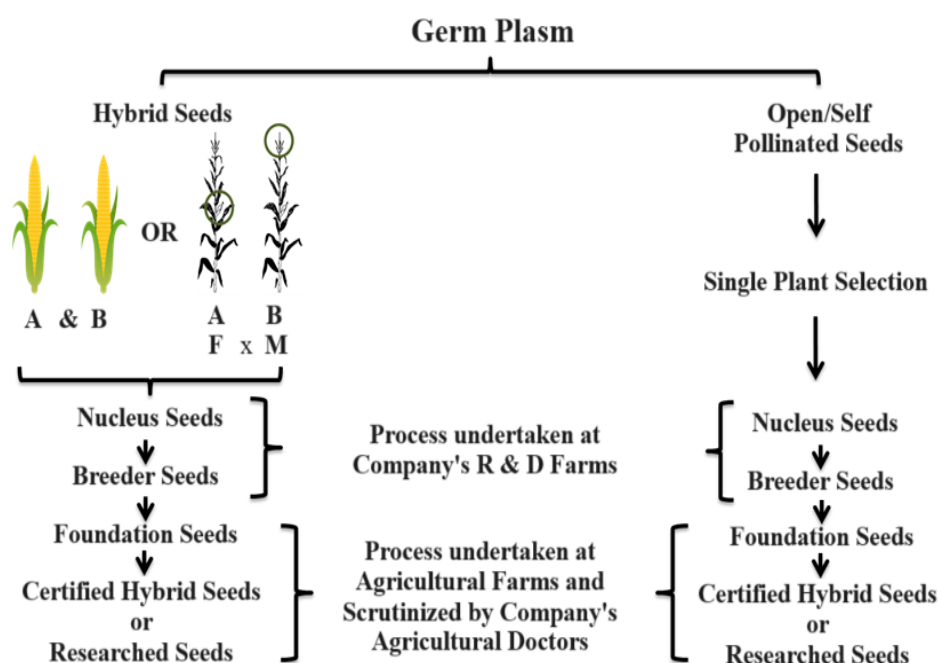 Germ Plasm
Hybrid Seeds
OR
A & B
A B
F x M
Nucleus Seeds
Breeder Seeds
Foundation Seeds
Certified Hybrid Seeds
or
Researched Seeds
Process undertaken at
Company's R & D Farms
Process undertaken at
Agricultural Farms and
Scrutinized by Company's
Agricultural Doctors
Open/Self
Pollinated Seeds
Single Plant Selection
Nucleus Seeds
Breeder Seeds
Foundation Seeds
Certified Hybrid Seeds
or
Researched Seeds